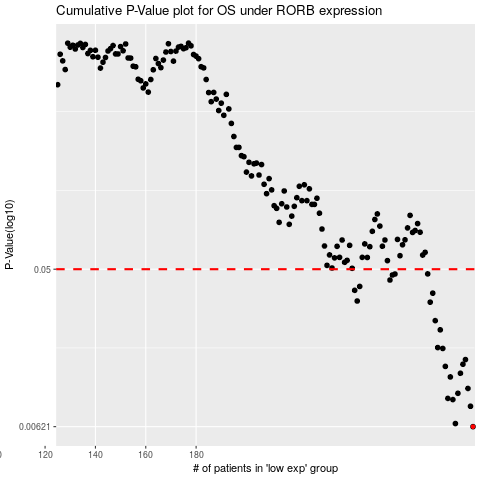 Cumulative P-Value plot for OS under RORB expression
P-Value(log10)
0.05
0.00621
0 120 140 160 180
# of patients in 'low exp' group